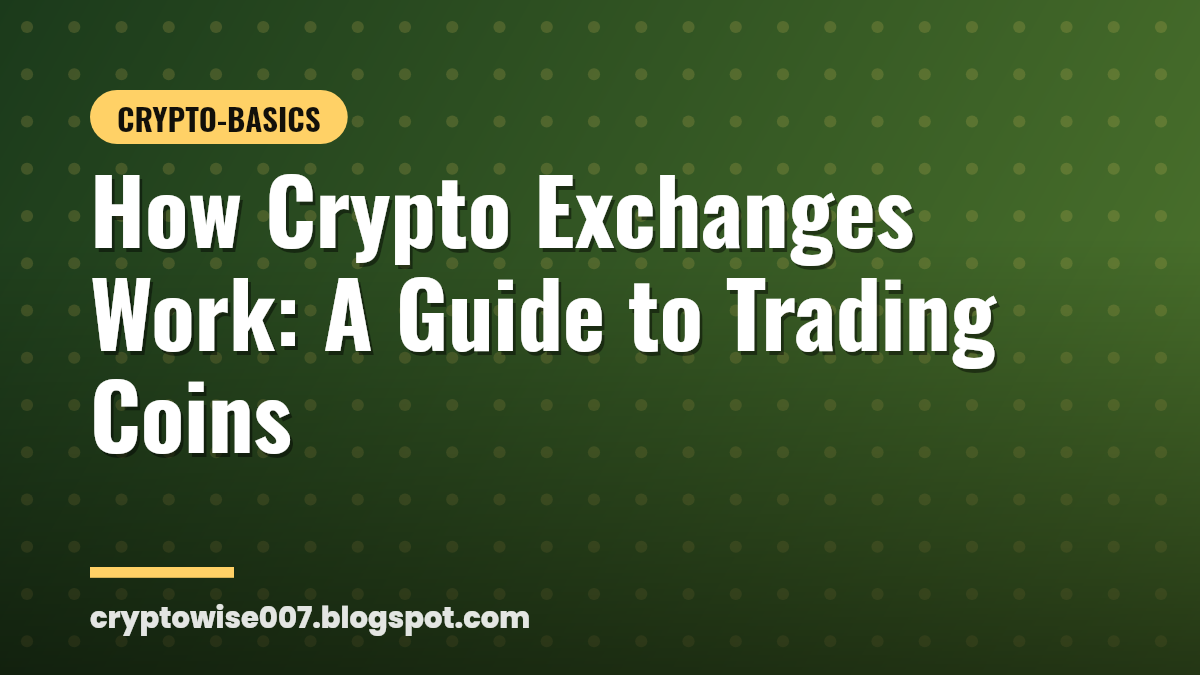 CRYPTO-BASICS
How Crypto Exchanges
Work: A Guide to Trading
Coins
cryptowise007.blogspot.com